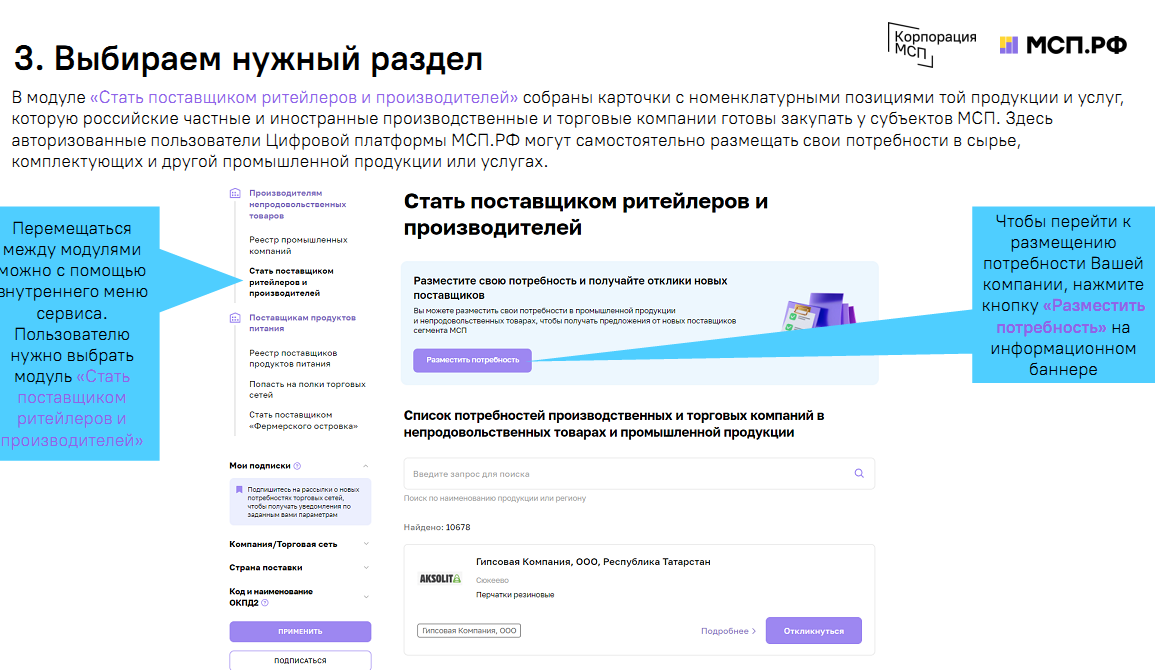 Корпорация
МСП
МСП.РФ
3. Выбираем нужный раздел
В модуле «Стать поставщиком ритейлеров и производителей» собраны карточки с номенклатурными позициями той продукции и услуг,
которую российские частные и иностранные производственные и торговые компании готовы закупать у субъектов МСП. Здесь
авторизованные пользователи Цифровой платформы МСП.РФ могут самостоятельно размещать свои потребности в сырье,
комплектующих и другой промышленной продукции или услугах.
Перемещаться
между модулями
можно с помощью
внутреннего меню
сервиса.
Пользователю
нужно выбрать
модуль «Стать
поставщиком
ритейлеров и
производителей»
Производителям
непродовольственных
товаров
Реестр промышленных
компаний
Стать поставщиком
ритейлеров и
производителей
Поставщикам продуктов
питания
Реестр поставщиков
продуктов питания
Попасть на полки торговых
сетей
Стать поставщиком
«Фермерского островка»
Мои подписки
Подпишитесь на рассылки о новых
потребностях торговых сетей,
чтобы получать уведомления по
заданным вами параметрам
Компания/Торговая сеть
Страна поставки
Код и наименование
ОКПД2
ПРИМЕНИТЬ
ПОДПИСАТЬСЯ
Стать поставщиком ритейлеров и
производителей
Разместите свою потребность и получайте отклики новых
поставщиков
Вы можете разместить свои потребности в промышленной продукции
и непродовольственных товарах, чтобы получать предложения от новых поставщиков
сегмента МСП
Разместить потребность
Список потребностей производственных и торговых компаний в
непродовольственных товарах и промышленной продукции
Введите запрос для поиска
Поиск по наименованию продукции или региону
Найдено: 10678
AKSOLIT
Гипсовая Компания, ООО, Республика Татарстан
Сюкеево
Перчатки резиновые
Гипсовая Компания, ООО
Подробнее
Откликнуться
Чтобы перейти к
размещению
потребности Вашей
компании, нажмите
кнопку «Разместить
потребность» на
информационном
баннере